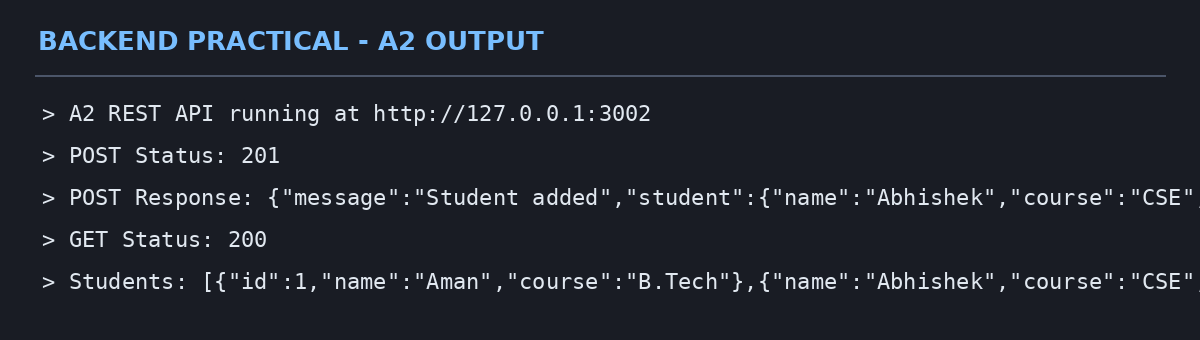 BACKEND PRACTICAL - A2 OUTPUT
> A2 REST API running at http://127.0.0.1:3002
> POST Status: 201
> POST Response: {"message":"Student added","student":{"name":"Abhishek","course":"CSE",
> GET Status: 200
> Students: [{"id":1,"name":"Aman","course":"B.Tech"},{"name":"Abhishek","course":"CSE",